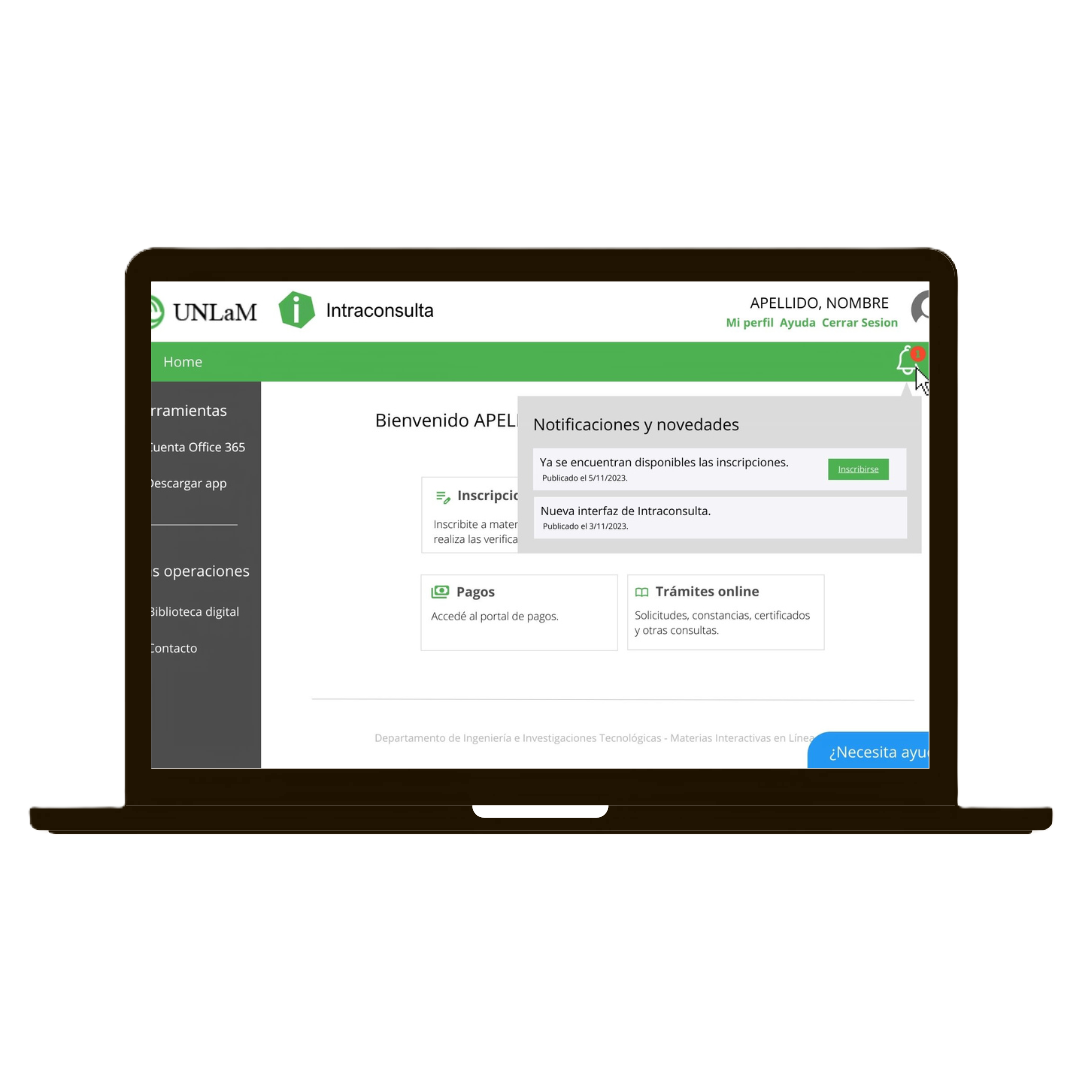 UNLaM
Intraconsulta
APELLIDO, NOMBRE
Mi perfil Ayuda Cerrar Sesion
Home
rramientas
Cuenta Office 365
Descargar app
s operaciones
Biblioteca digital
Contacto
Bienvenido APEL
Notificaciones y novedades
Ya se encuentran disponibles las inscripciones.
Publicado el 5/11/2023.
Inscribirse
Nueva interfaz de Intraconsulta.
Publicado el 3/11/2023.
Inscripcio
Inscribite a mater
realiza las verifica
Pagos
Accedé al portal de pagos.
Trámites online
Solicitudes, constancias, certificados
y otras consultas.
Departamento de Ingeniería e Investigaciones Tecnológicas - Materias Interactivas en Línea
¿Necesita ayu